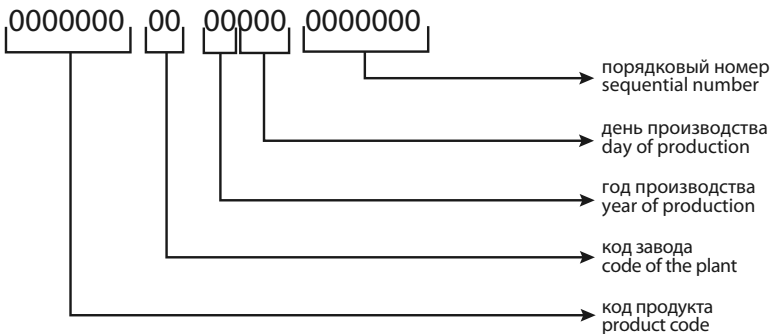 0000000 00 00000 0000000
порядковый номер
sequential number
день производства
day of production
год производства
year of production
код завода
code of the plant
код продукта
product code